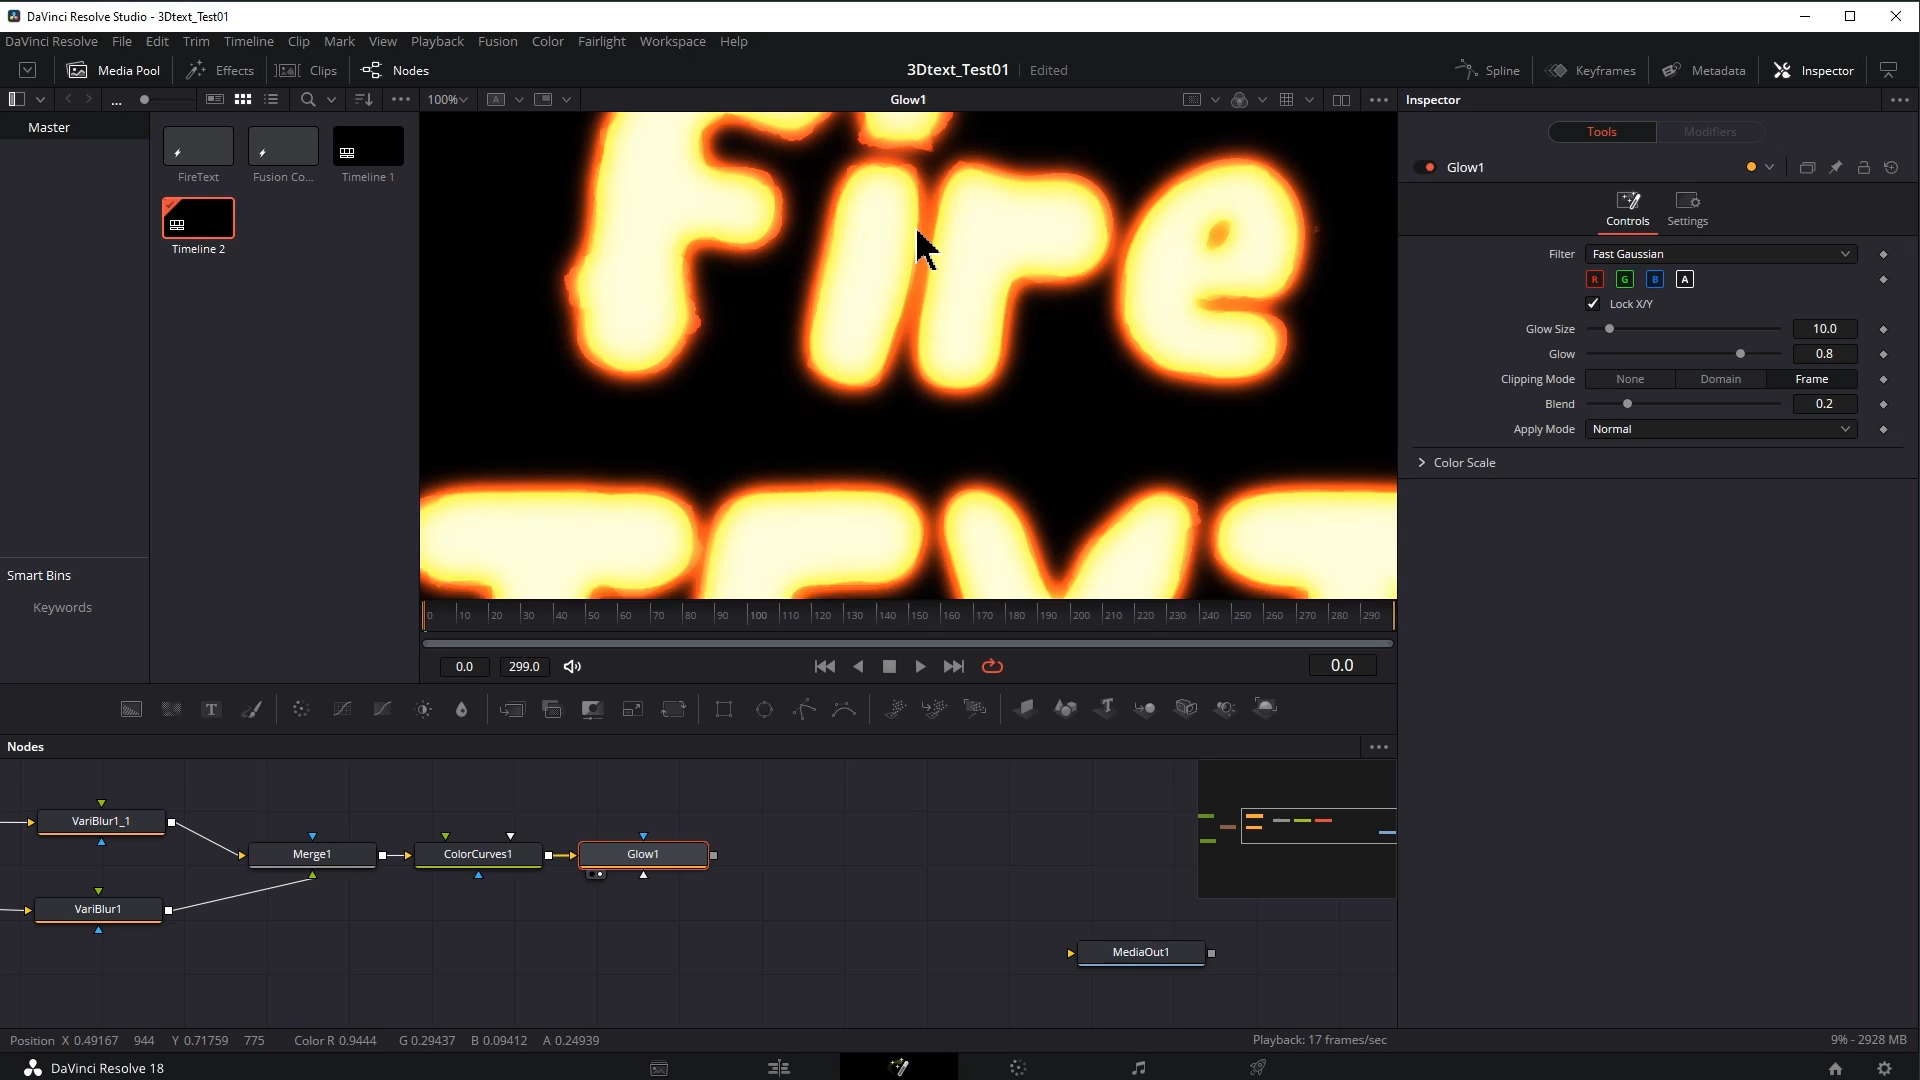 DaVinci Resolve Studio - 3Dtext_Test01
DaVinci Resolve File Edit Trim Timeline Clip Mark View Playback Fusion Color Fairlight Workspace Help
Media Pool Effects Clips Nodes 3Dtext_Test01 Edited Spline Keyframes Metadata Inspector
... 100% A Glow1 Inspector
Master
FireText Fusion Co... Timeline 1
Timeline 2
Smart Bins
Keywords
Fire
TEXT
Tools Modifiers
Glow1
Controls Settings
Filter Fast Gaussian
R G B A
Lock X/Y
Glow Size 10.0
Glow 0.8
Clipping Mode None Domain Frame
Blend 0.2
Apply Mode Normal
Color Scale
0 10 20 30 40 50 60 70 80 90 100 110 120 130 140 150 160 170 180 190 200 210 220 230 240 250 260 270 280 290
0.0 299.0 0.0
T T
Nodes
VariBlur1_1
Merge1 ColorCurves1 Glow1
VariBlur1
MediaOut1
Position X 0.49167 944 Y 0.71759 775 Color R 0.9444 G 0.29437 B 0.09412 A 0.24939 Playback: 17 frames/sec 9% - 2928 MB
DaVinci Resolve 18